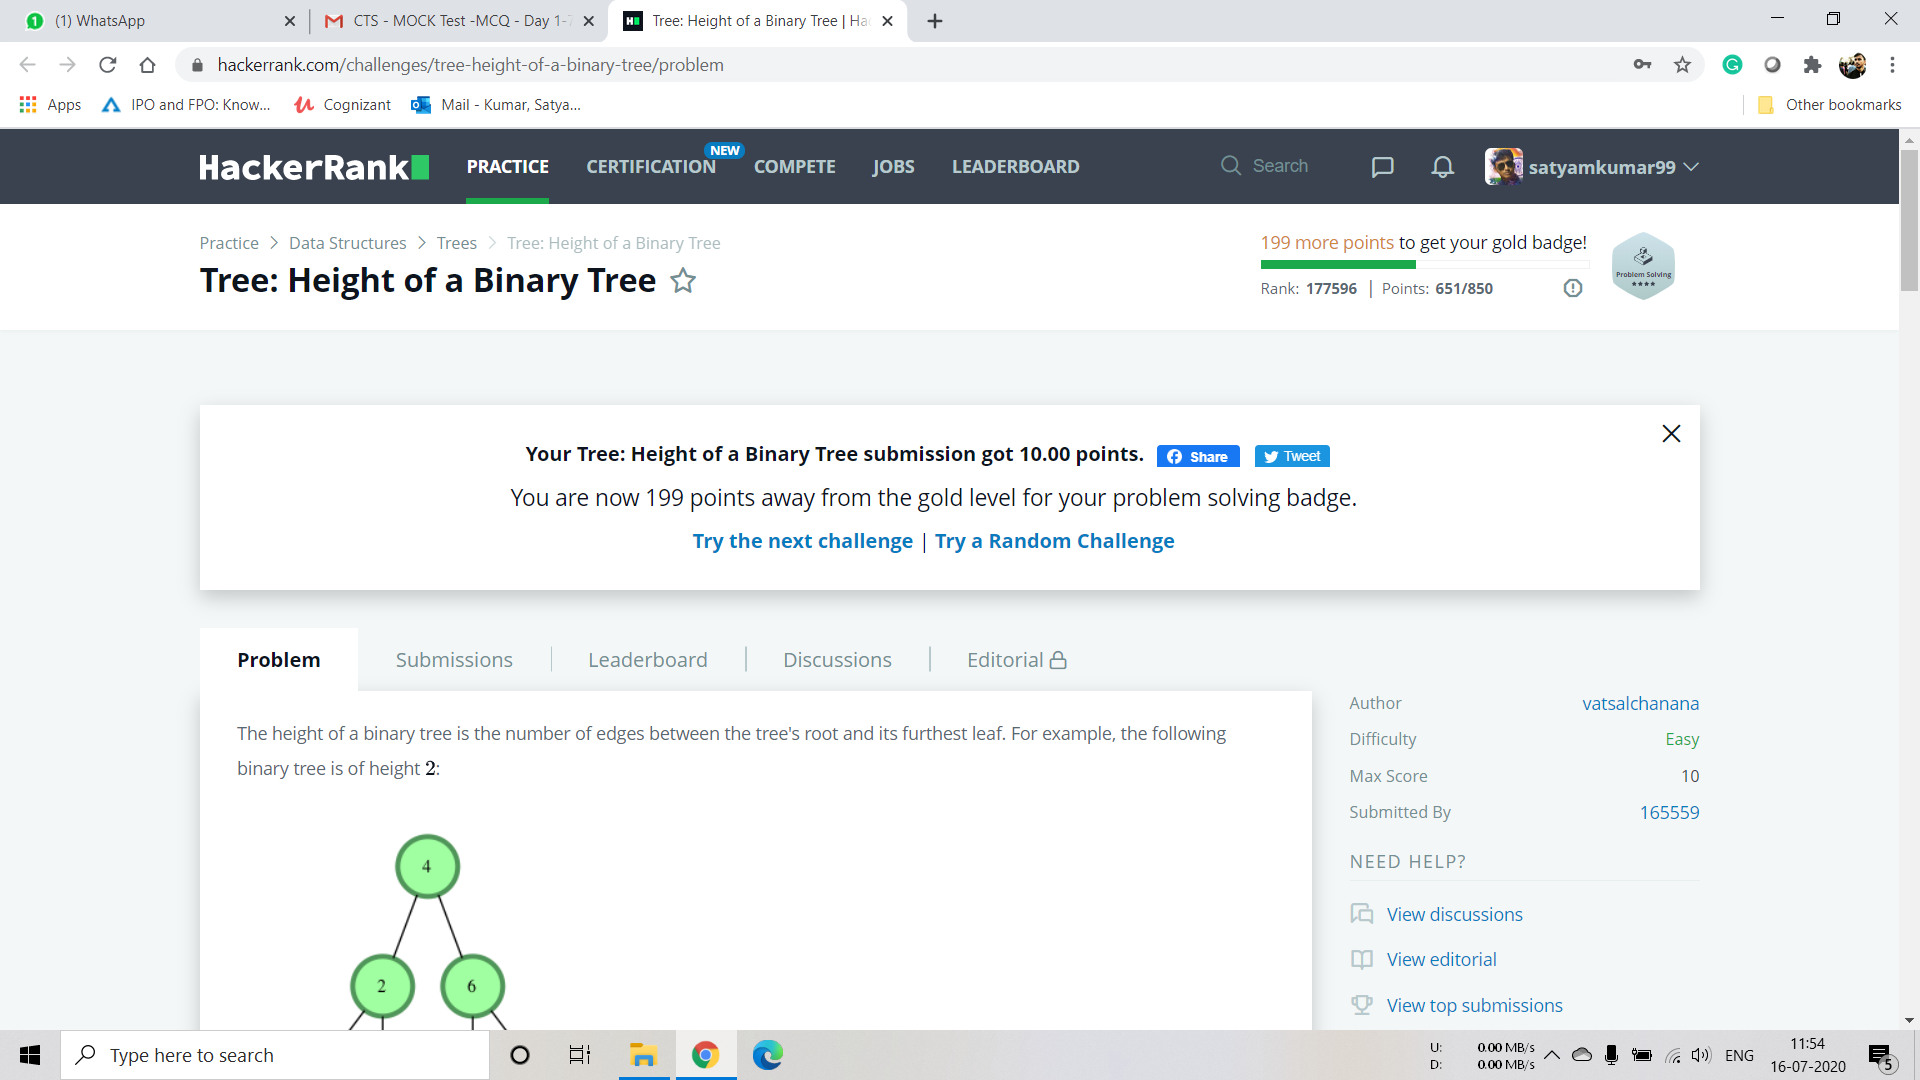 (1) WhatsApp
CTS - MOCK Test -MCQ - Day 1-7
Tree: Height of a Binary Tree | Ha
hackerrank.com/challenges/tree-height-of-a-binary-tree/problem
Apps
IPO and FPO: Know...
Cognizant
Mail - Kumar, Satya...
Other bookmarks
HackerRank
PRACTICE
CERTIFICATION
NEW
COMPETE
JOBS
LEADERBOARD
Search
satyamkumar99
Practice > Data Structures > Trees > Tree: Height of a Binary Tree
Tree: Height of a Binary Tree
199 more points to get your gold badge!
Rank: 177596 | Points: 651/850
Problem Solving
Your Tree: Height of a Binary Tree submission got 10.00 points.
Share
Tweet
You are now 199 points away from the gold level for your problem solving badge.
Try the next challenge | Try a Random Challenge
Problem
Submissions
Leaderboard
Discussions
Editorial
The height of a binary tree is the number of edges between the tree's root and its furthest leaf. For example, the following
binary tree is of height 2:
4
2
6
Author vatsalchanana
Difficulty Easy
Max Score 10
Submitted By 165559
NEED HELP?
View discussions
View editorial
View top submissions
Type here to search
U: 0.00 MB/s
D: 0.00 MB/s
ENG
11:54
16-07-2020
5